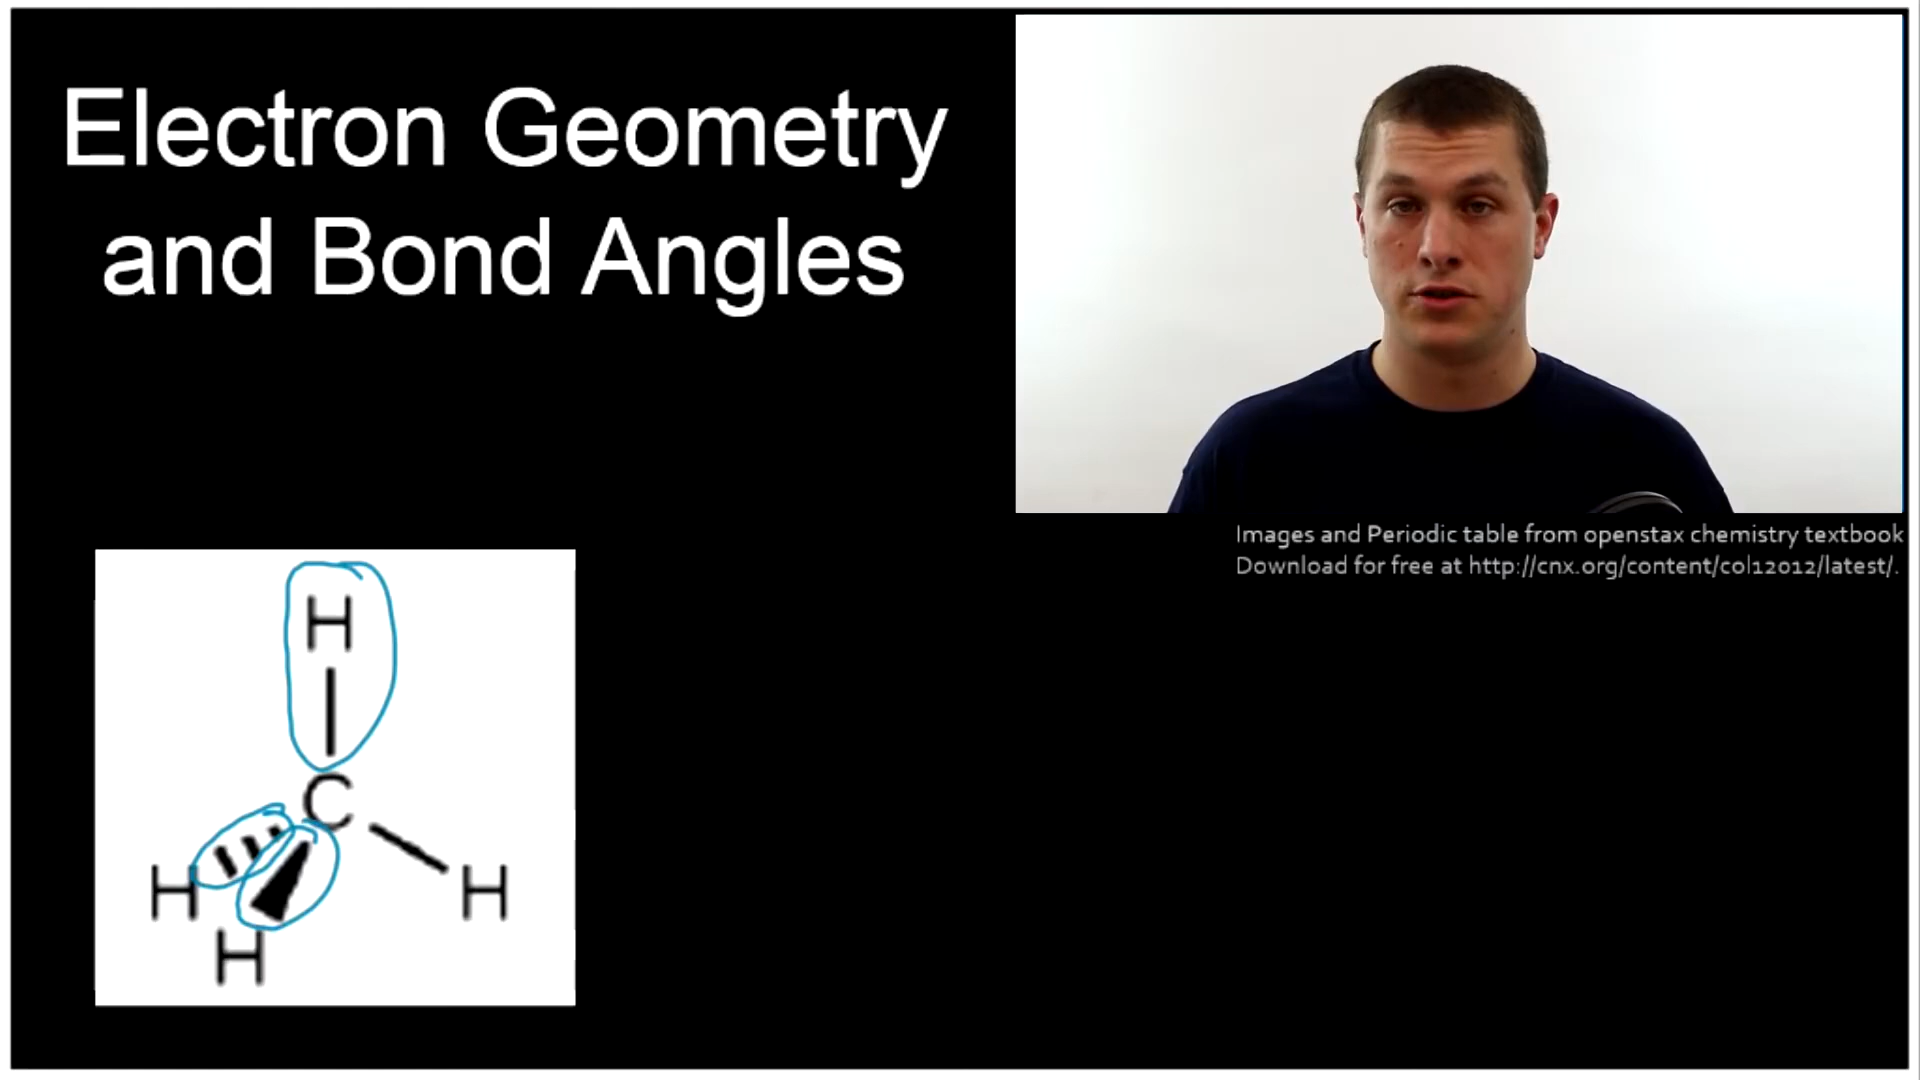 Electron Geometry
and Bond Angles
Images and Periodic table from openstax chemistry textbook
Download for free at http://cnx.org/content/col12012/latest/.
H
C
H
H
H